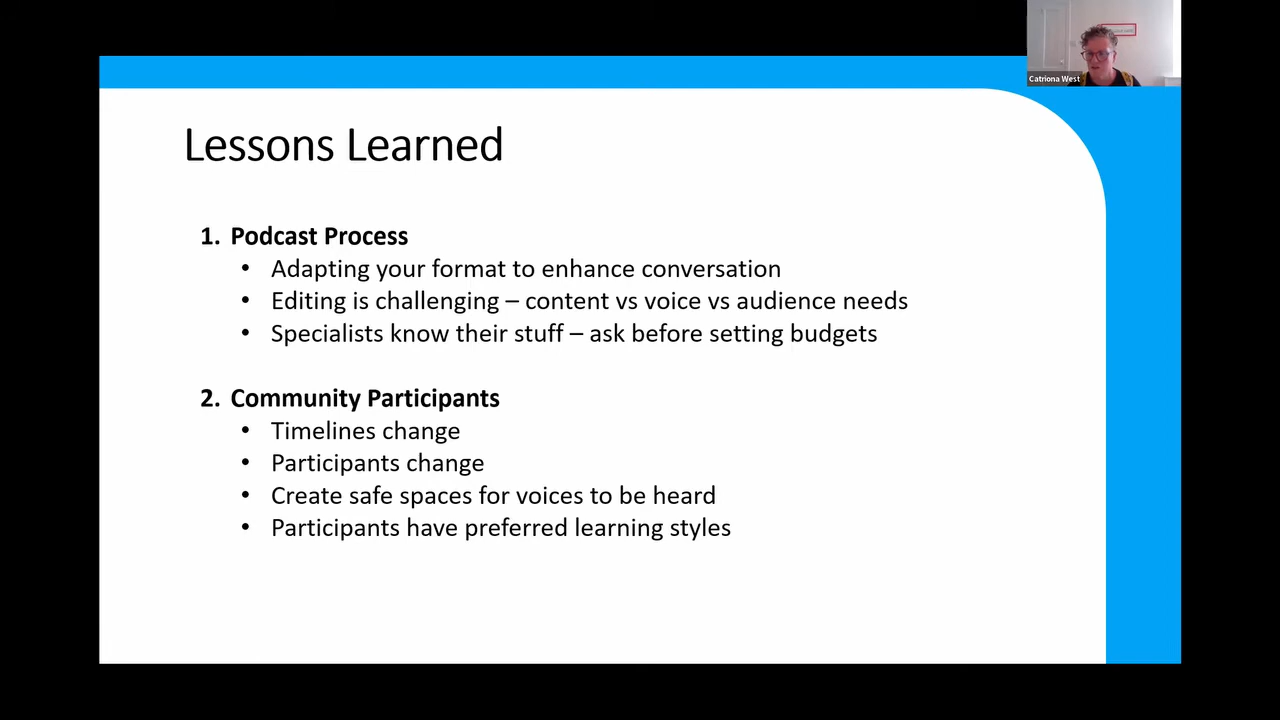 Catriona West
Lessons Learned
1. Podcast Process
• Adapting your format to enhance conversation
• Editing is challenging – content vs voice vs audience needs
• Specialists know their stuff – ask before setting budgets
2. Community Participants
• Timelines change
• Participants change
• Create safe spaces for voices to be heard
• Participants have preferred learning styles